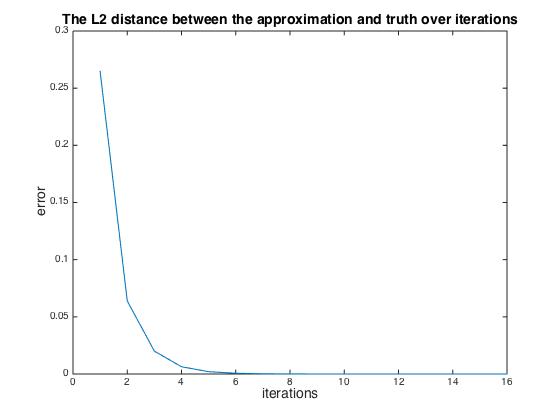 The L2 distance between the approximation and truth over iterations
0.3
0.25
0.2
0.15
0.1
0.05
0
error
0 2 4 6 8 10 12 14 16
iterations